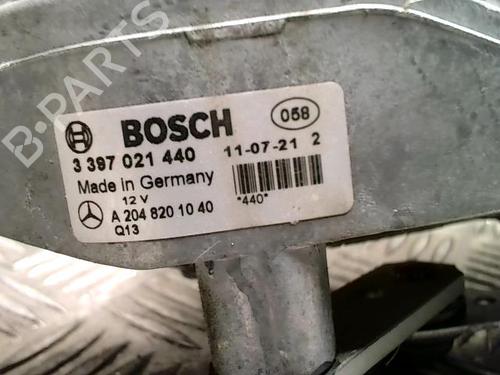 B-PARTS
BOSCH 058
3 397 021 440 11-07-21 2
Made in Germany
12 V *440*
A 204 820 10 40
Q13